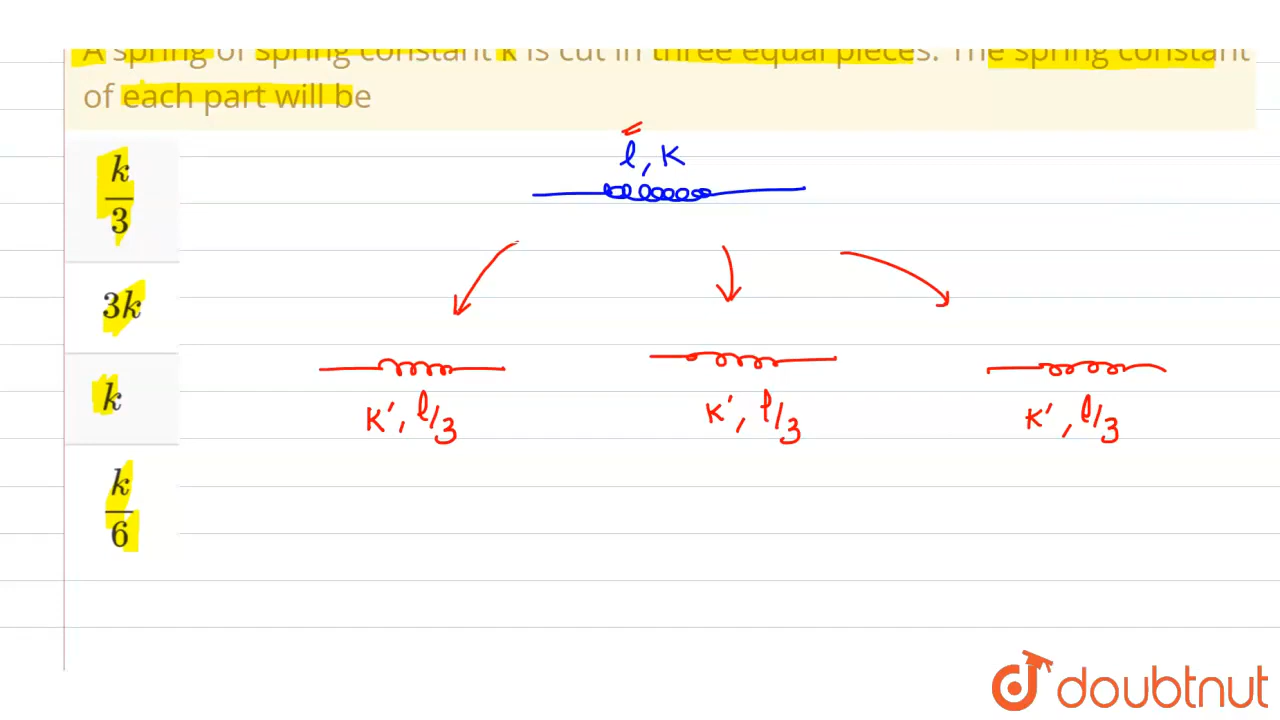 A spring of spring constant k is cut in three equal pieces. The spring constant
of each part will be
l, K
k
3
3k
K', l/3
K', l/3
K', l/3
k
k
6
doubtnut